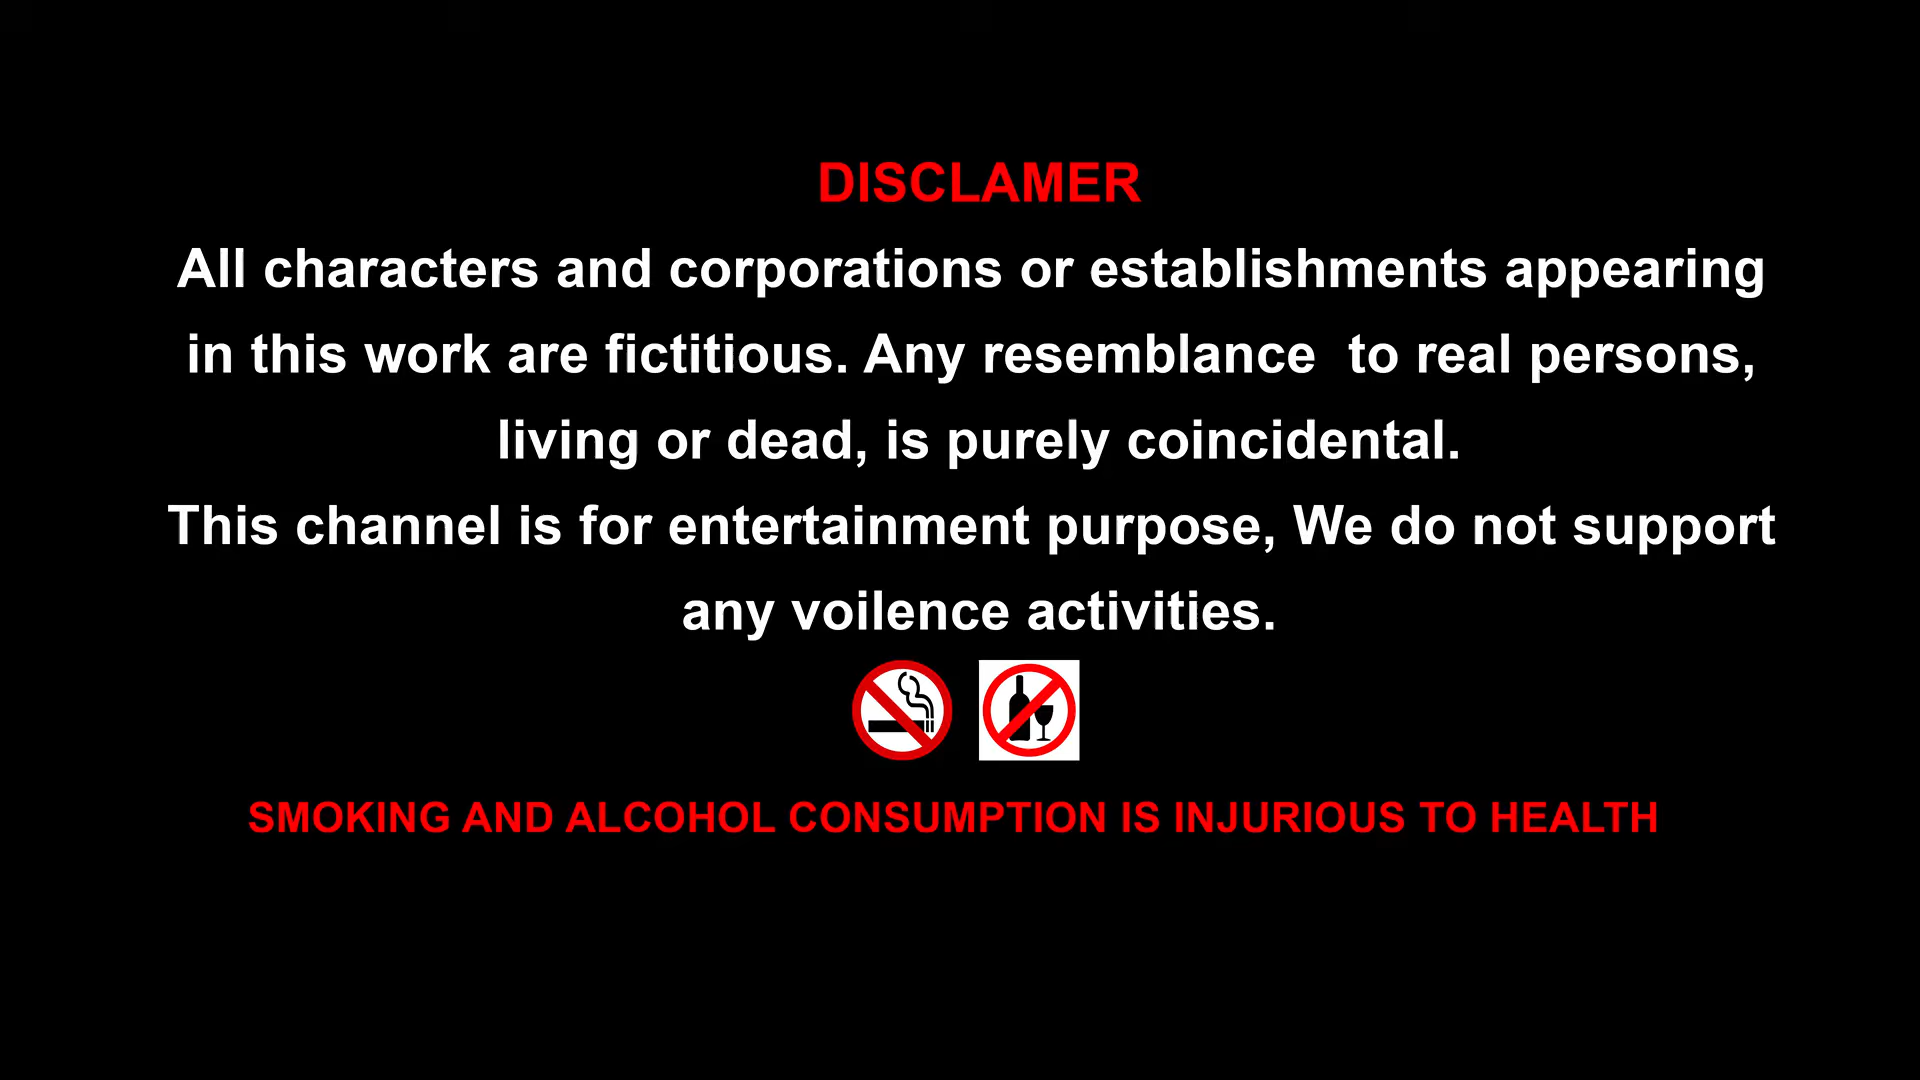 DISCLAMER
All characters and corporations or establishments appearing
in this work are fictitious. Any resemblance  to real persons,
living or dead, is purely coincidental.
This channel is for entertainment purpose, We do not support
any voilence activities.
SMOKING AND ALCOHOL CONSUMPTION IS INJURIOUS TO HEALTH